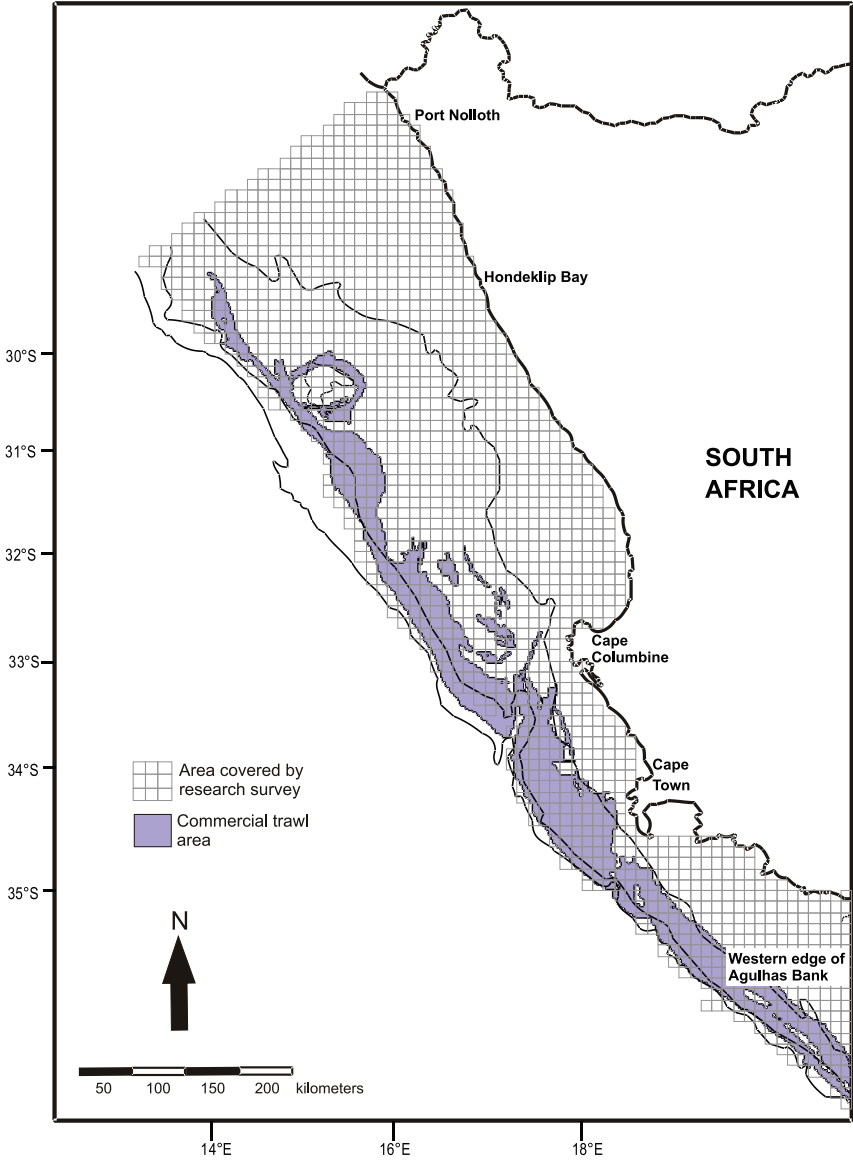 Port Nolloth
Hondeklip Bay
30°S
31°S
SOUTH
AFRICA
32°S
Cape
Columbine
33°S
34°S
Cape
Town
Area covered by
research survey
Commercial trawl
area
35°S
N
Western edge of
Agulhas Bank
50 100 150 200 kilometers
14°E 16°E 18°E